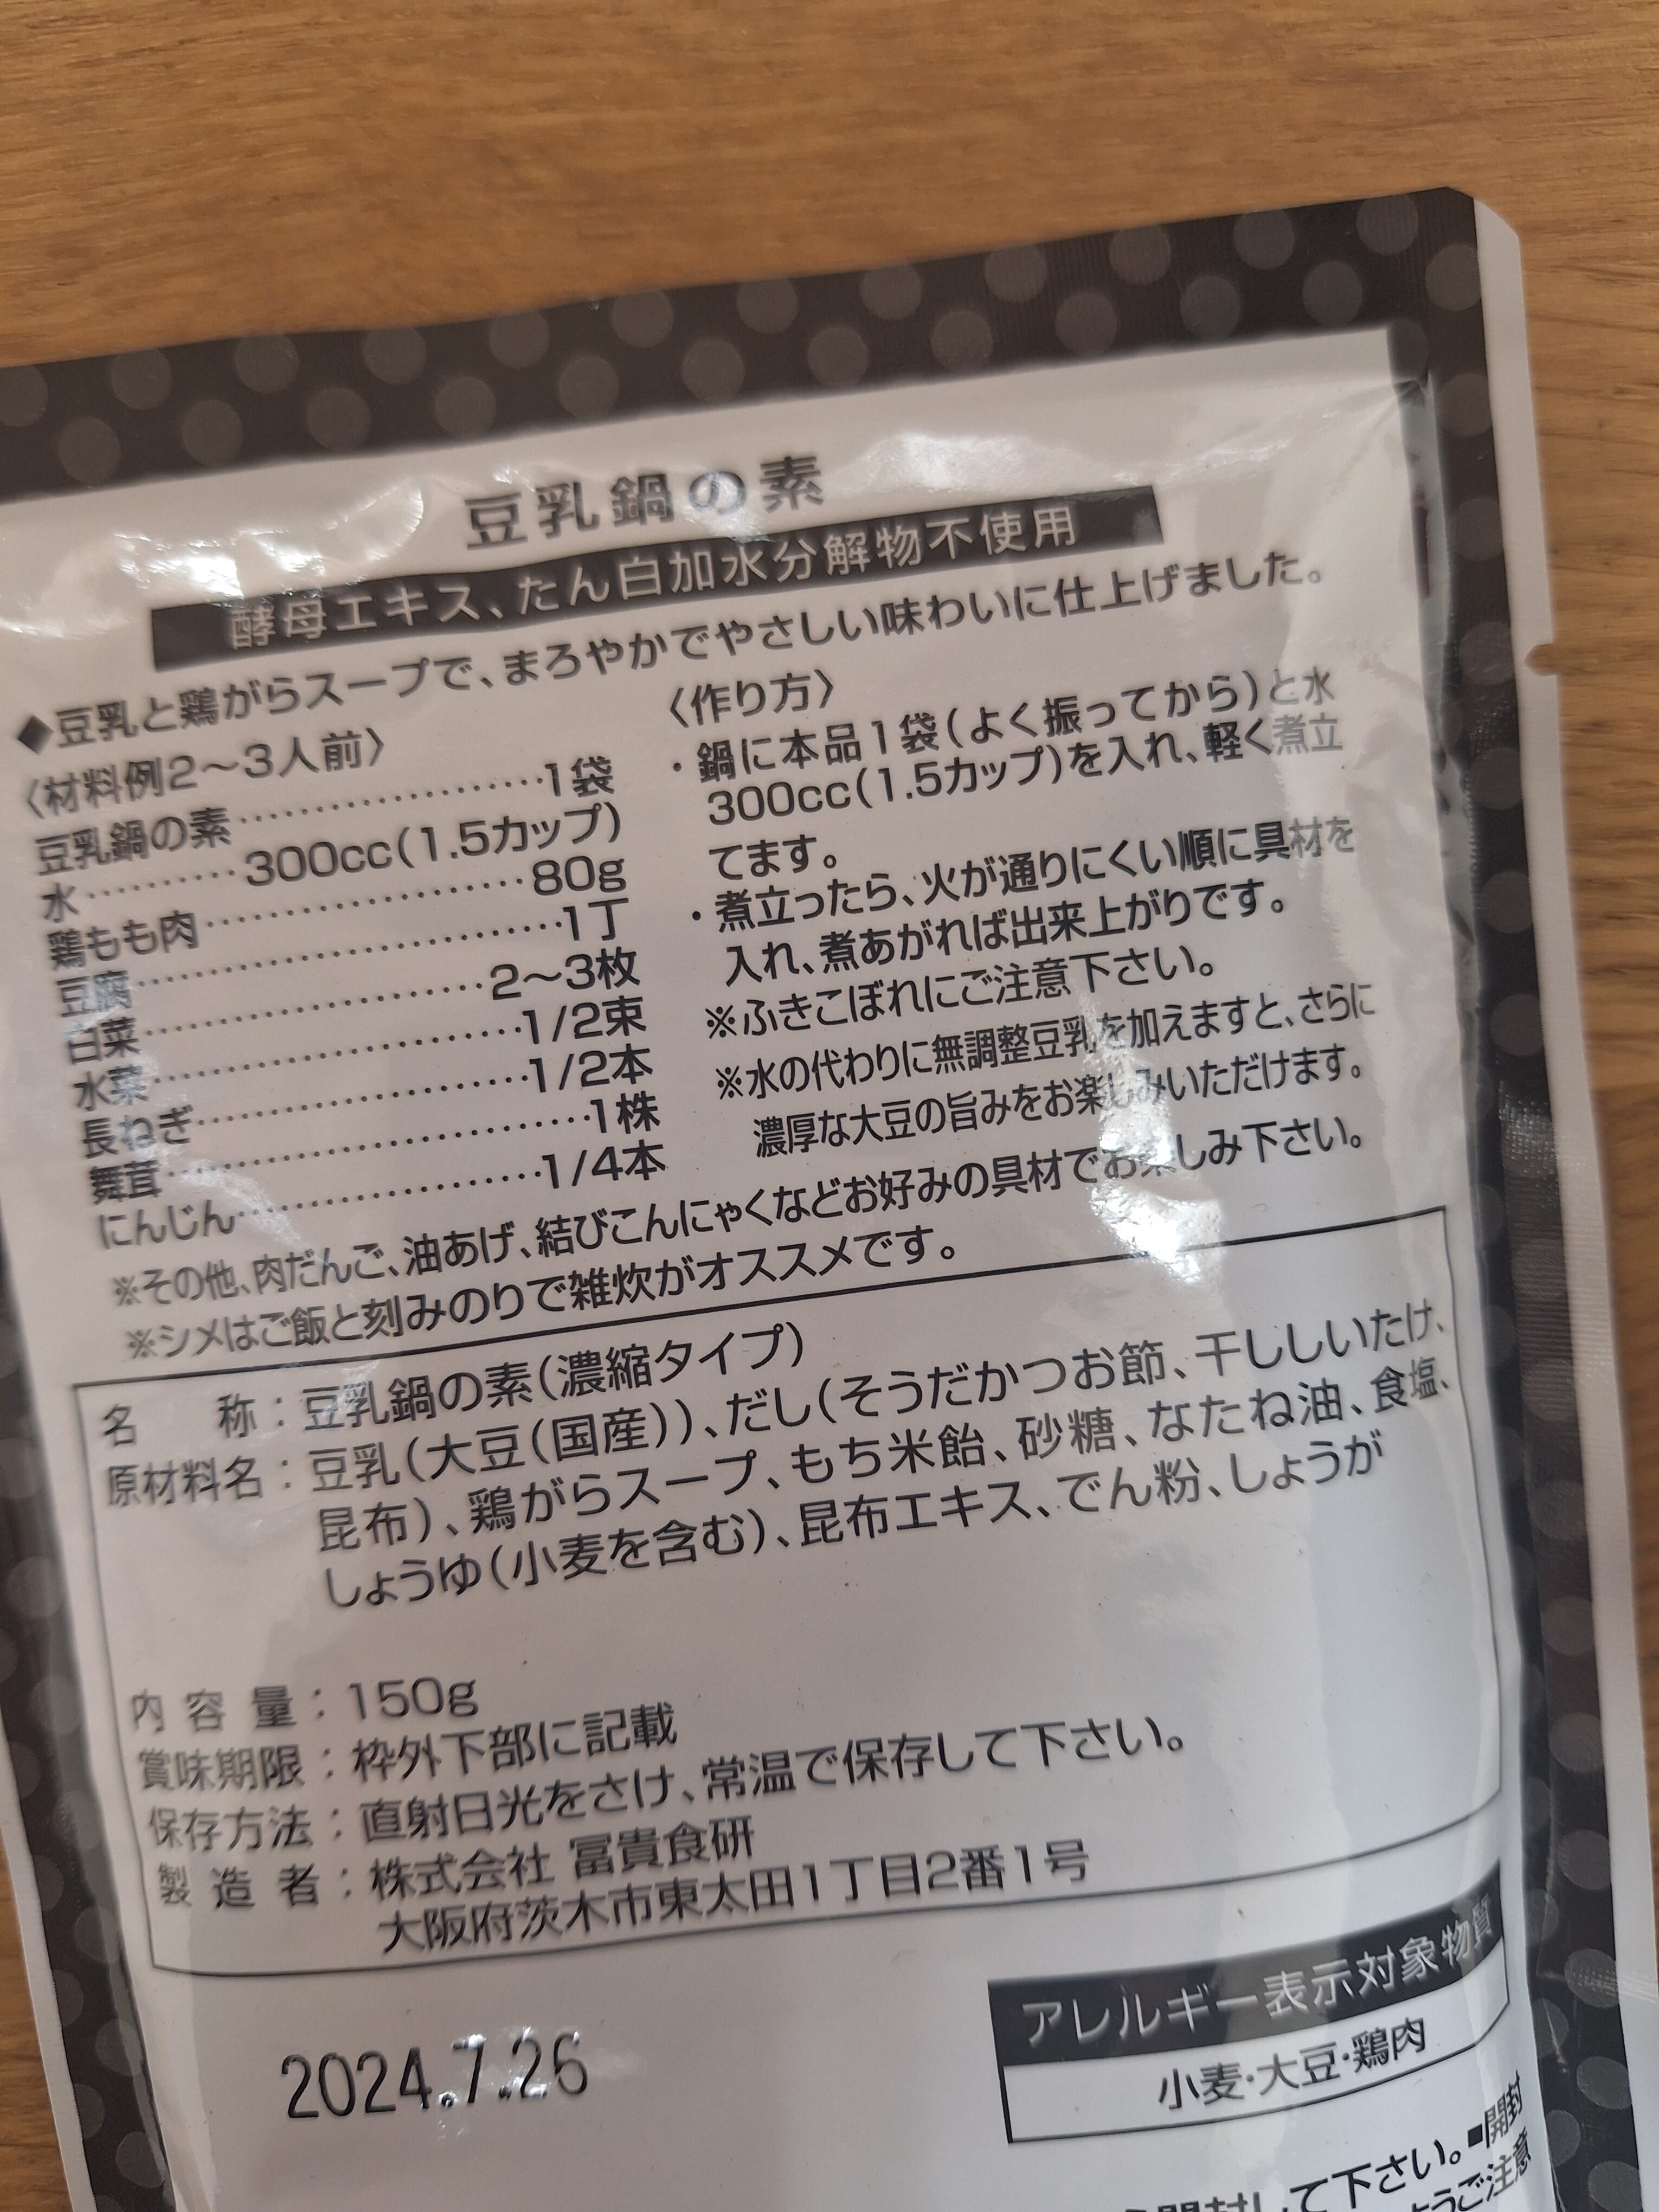 豆乳鍋の素
酵母エキス、たん白加水分解物不使用
◆豆乳と鶏がらスープで、まろやかでやさしい味わいに仕上げました。
〈材料例2〜3人前〉
豆乳鍋の素…………………1袋
水…………300cc(1.5カップ)
鶏もも肉…………………80g
豆腐…………………1丁
白菜…………………2〜3枚
水菜…………………1/2束
長ねぎ…………………1/2本
舞茸…………………1株
にんじん…………………1/4本
〈作り方〉
・鍋に本品1袋(よく振ってから)と水
300cc(1.5カップ)を入れ、軽く煮立
てます。
・煮立ったら、火が通りにくい順に具材を
入れ、煮あがれば出来上がりです。
※ふきこぼれにご注意下さい。
※水の代わりに無調整豆乳を加えますと、さらに
濃厚な大豆の旨みをお楽しみいただけます。
※その他、肉だんご、油あげ、結びこんにゃくなどお好みの具材でお楽しみ下さい。
※シメはご飯と刻みのりで雑炊がオススメです。
名称：豆乳鍋の素(濃縮タイプ)
原材料名：豆乳(大豆(国産))、だし(そうだかつお節、干ししいたけ、
昆布)、鶏がらスープ、もち米飴、砂糖、なたね油、食塩、
しょうゆ(小麦を含む)、昆布エキス、でん粉、しょうが
内容量：150g
賞味期限：枠外下部に記載
保存方法：直射日光をさけ、常温で保存して下さい。
製造者：株式会社 冨貴食研
大阪府茨木市東太田1丁目2番1号
2024.7.26
アレルギー表示対象物質
小麦・大豆・鶏肉
して下さい。■開封
ようご注意